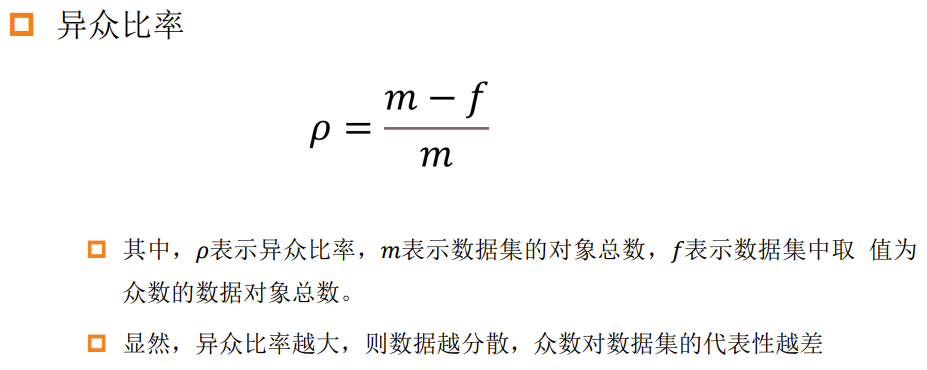 异众比率
ρ = (m − f) / m
其中，ρ表示异众比率，m表示数据集的对象总数，f表示数据集中取 值为
众数的数据对象总数。
显然，异众比率越大，则数据越分散，众数对数据集的代表性越差